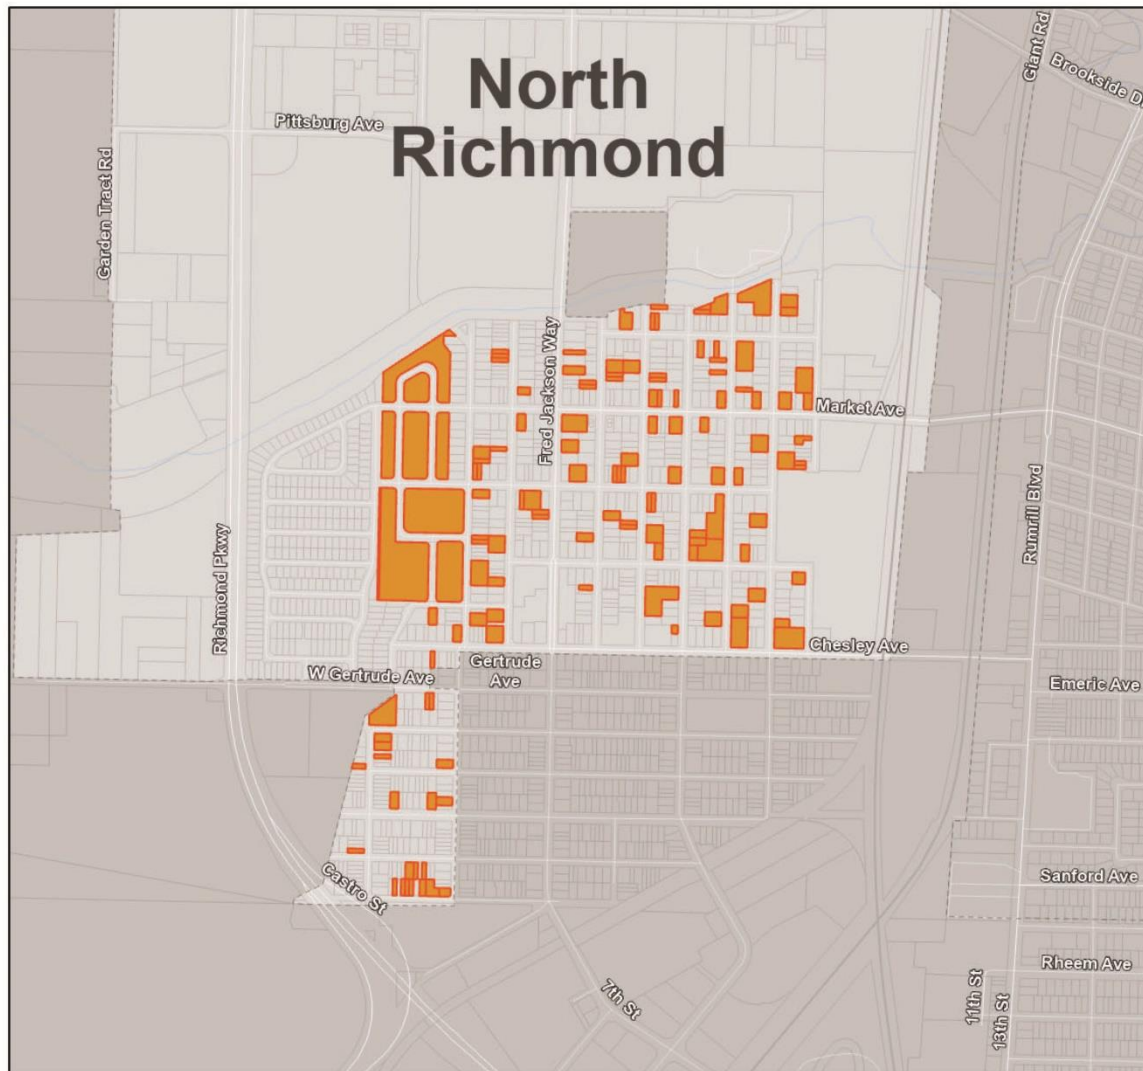 North
Richmond
Giant Rd
Brookside D
Pittsburg Ave
Garden Tract Rd
Fred Jackson Way
Market Ave
Rumrill Blvd
Richmond Pkwy
Chesley Ave
Gertrude
Ave
W Gertrude Ave
Emeric Ave
Castro St
Sanford Ave
Rheem Ave
7th St
11th St
13th St